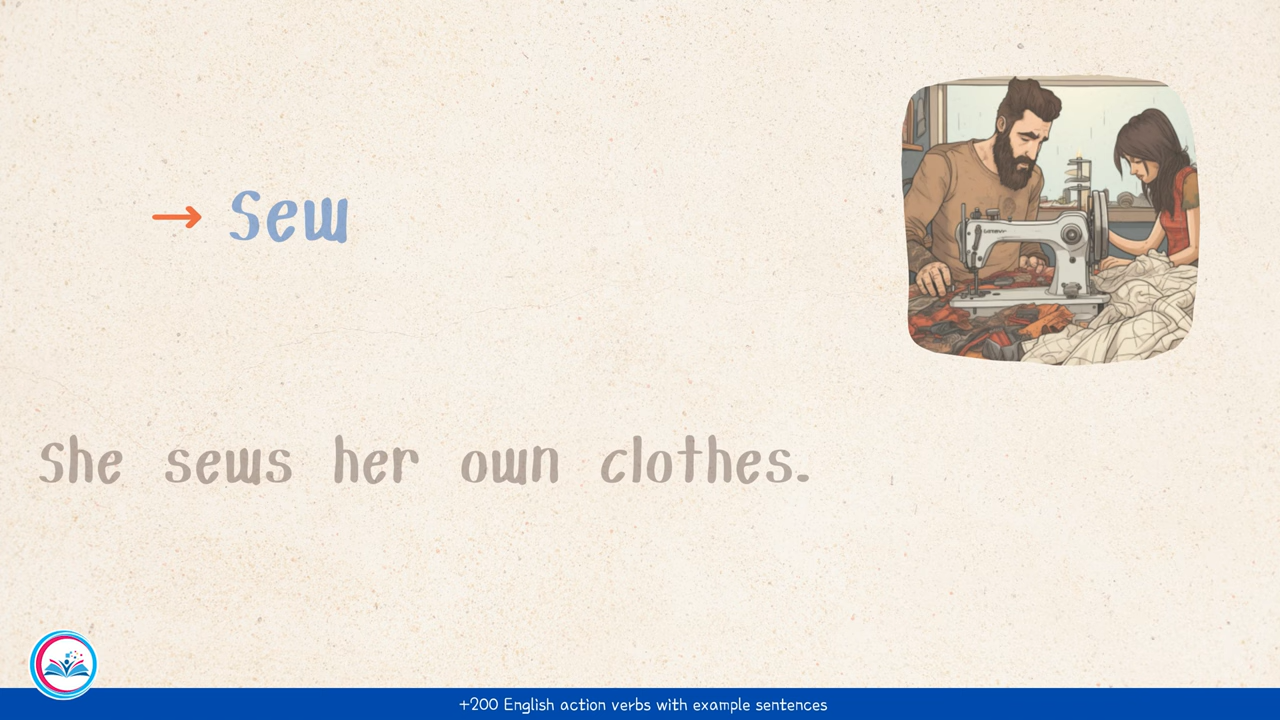 → Sew
She sews her own clothes.
+200 English action verbs with example sentences